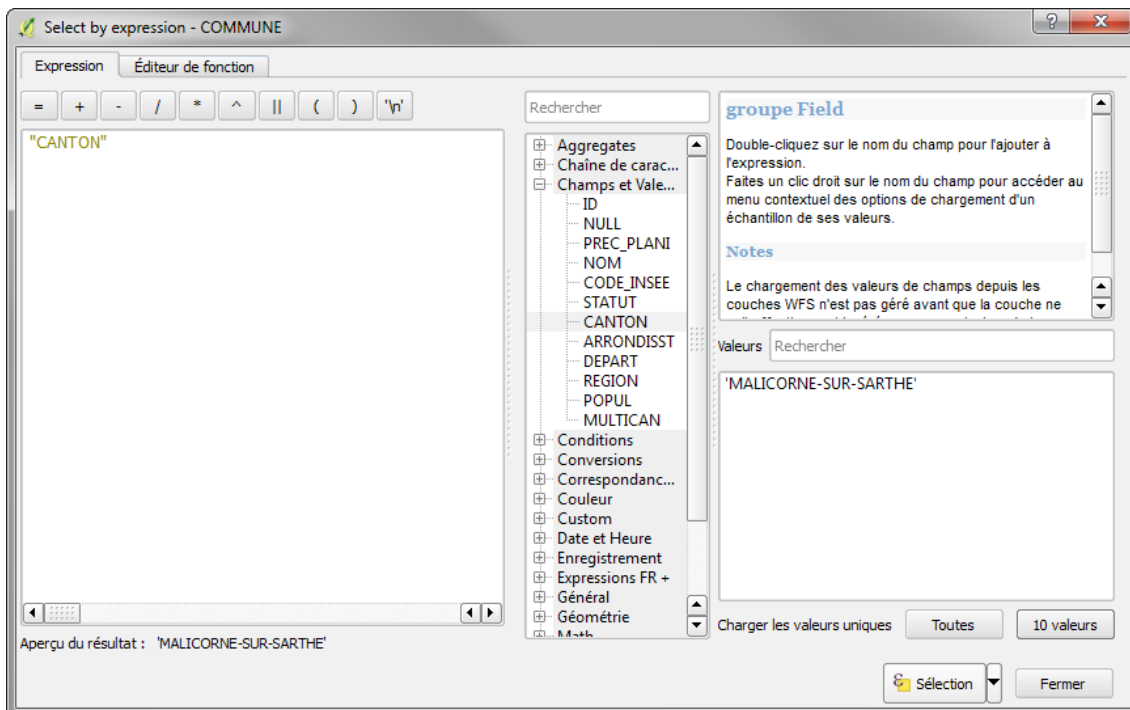 Select by expression - COMMUNE
Expression
Éditeur de fonction
= + - / * ^ || ( ) '\n'
"CANTON"
Aperçu du résultat : 'MALICORNE-SUR-SARTHE'
Rechercher
Aggregates
Chaîne de carac...
Champs et Vale...
ID
NULL
PREC_PLANI
NOM
CODE_INSEE
STATUT
CANTON
ARRONDISST
DEPART
REGION
POPUL
MULTICAN
Conditions
Conversions
Correspondanc...
Couleur
Custom
Date et Heure
Enregistrement
Expressions FR +
Général
Géométrie
Math
groupe Field
Double-cliquez sur le nom du champ pour l'ajouter à
l'expression.
Faites un clic droit sur le nom du champ pour accéder au
menu contextuel des options de chargement d'un
échantillon de ses valeurs.
Notes
Le chargement des valeurs de champs depuis les
couches WFS n'est pas géré avant que la couche ne
Valeurs Rechercher
'MALICORNE-SUR-SARTHE'
Charger les valeurs uniques Toutes 10 valeurs
Sélection Fermer